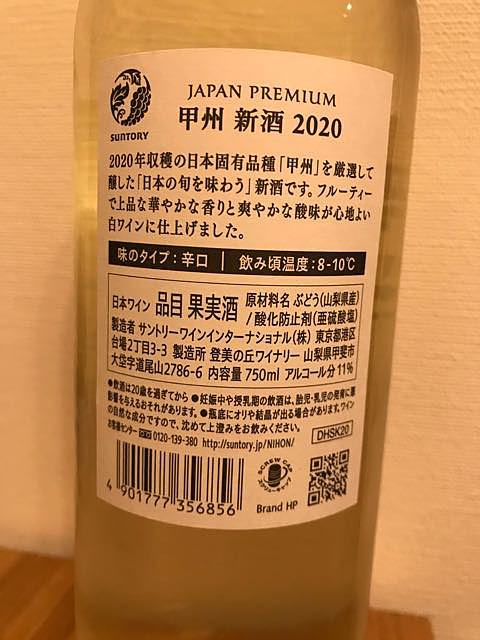 SUNTORY
JAPAN PREMIUM
甲州 新酒 2020
2020年収穫の日本固有品種「甲州」を厳選して
醸した「日本の旬を味わう」新酒です。フルーティー
で上品な華やかな香りと爽やかな酸味が心地よい
白ワインに仕上げました。
味のタイプ:辛口 | 飲み頃温度:8-10℃
日本ワイン 品目 果実酒 原材料名 ぶどう(山梨県産)
/酸化防止剤(亜硫酸塩)
製造者 サントリーワインインターナショナル(株) 東京都港区
台場2丁目3-3 製造所 登美の丘ワイナリー 山梨県甲斐市
大垈字道尾山2786-6 内容量 750ml アルコール分 11%
●飲酒は20歳を過ぎてから ●妊娠中や授乳期の飲酒は、胎児・乳児の発育に悪
影響を与えるおそれがあります。●瓶底にオリや結晶が出る場合がありますが、ワイン
の自然な成分ですので、沈めて上澄みをお飲みください。
お客様センター 0120-139-380 http://suntory.jp/NIHON/
DHSK20
SCREW CAP
4 901777 356856
Brand HP